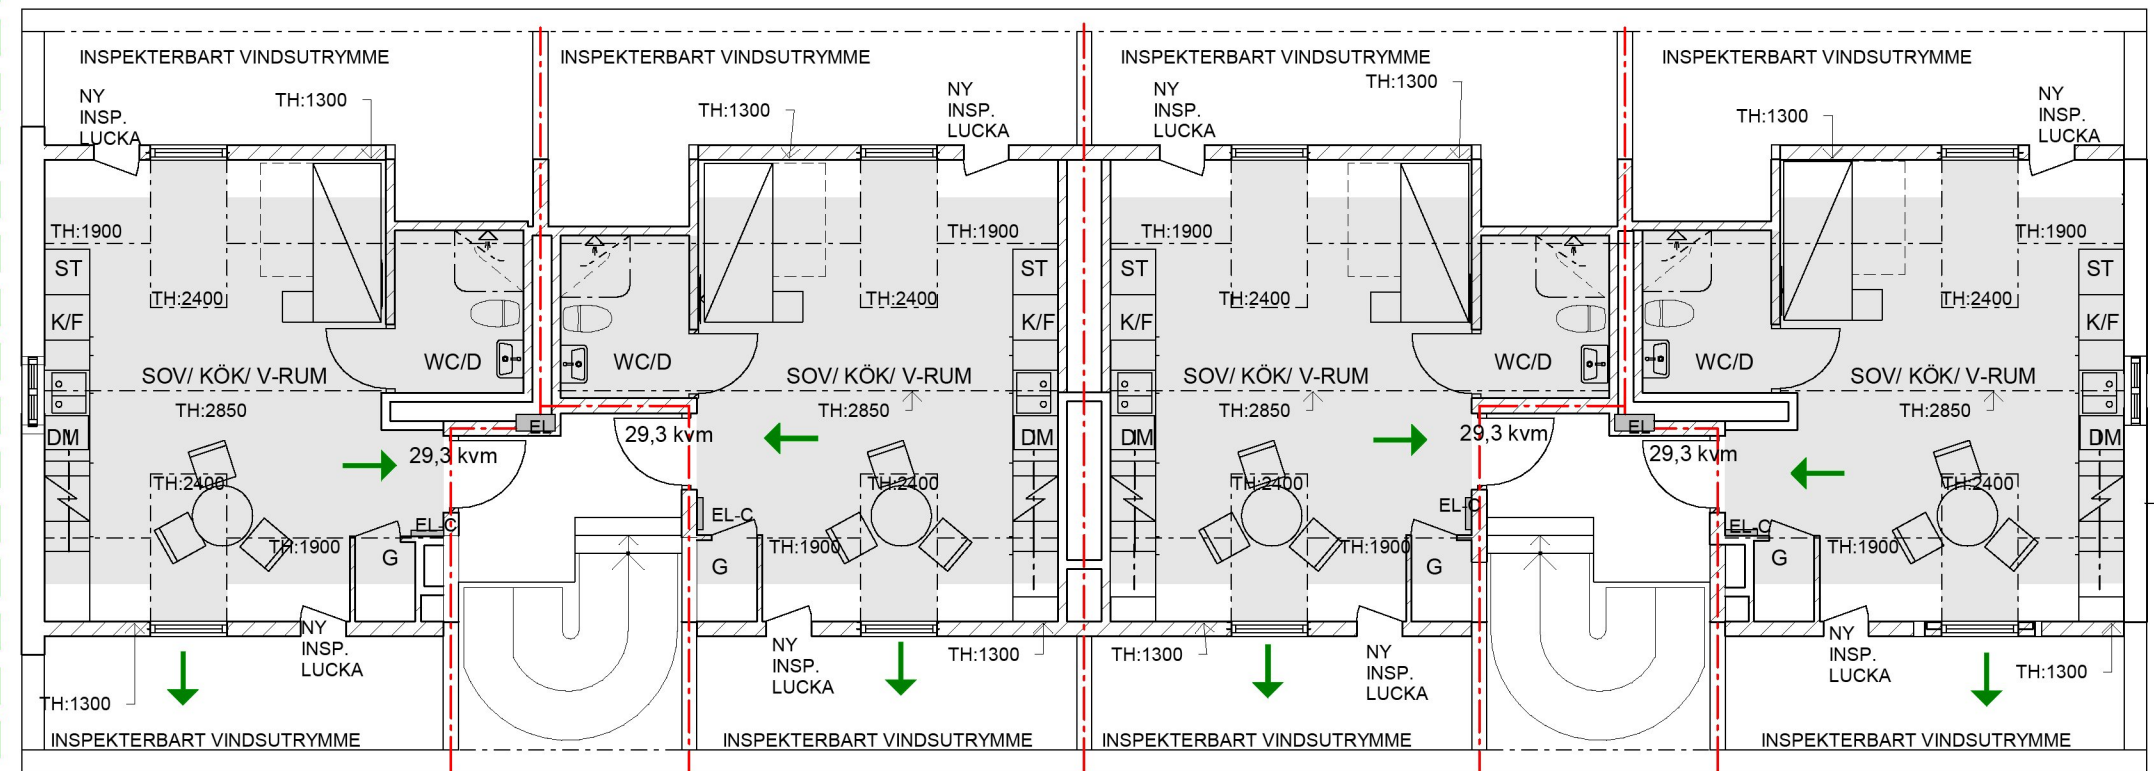 INSPEKTERBART VINDSUTRYMME
INSPEKTERBART VINDSUTRYMME
INSPEKTERBART VINDSUTRYMME
INSPEKTERBART VINDSUTRYMME
NY
INSP.
LUCKA
TH:1300
TH:1300
NY
INSP.
LUCKA
NY
INSP.
LUCKA
TH:1300
TH:1300
NY
INSP.
LUCKA
TH:1900
TH:1900
TH:1900
TH:1900
ST
ST
ST
ST
TH:2400
TH:2400
TH:2400
TH:2400
K/F
K/F
K/F
K/F
WC/D
WC/D
WC/D
WC/D
SOV/ KÖK/ V-RUM
SOV/ KÖK/ V-RUM
SOV/ KÖK/ V-RUM
SOV/ KÖK/ V-RUM
TH:2850
TH:2850
TH:2850
TH:2850
EL
EL
DM
DM
DM
DM
29,3 kvm
29,3 kvm
29,3 kvm
29,3 kvm
TH:2400
TH:2400
TH:2400
TH:2400
EL-C
EL-C
EL-C
EL-C
TH:1900
TH:1900
TH:1900
TH:1900
G
G
G
G
NY
INSP.
LUCKA
NY
INSP.
LUCKA
NY
INSP.
LUCKA
NY
INSP.
LUCKA
TH:1300
TH:1300
TH:1300
TH:1300
INSPEKTERBART VINDSUTRYMME
INSPEKTERBART VINDSUTRYMME
INSPEKTERBART VINDSUTRYMME
INSPEKTERBART VINDSUTRYMME